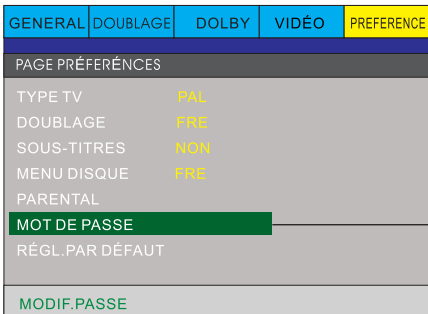 GENERAL DOUBLAGE DOLBY VIDÉO PREFERENCE
PAGE PRÉFERÉNCES
TYPE TV PAL
DOUBLAGE FRE
SOUS-TITRES NON
MENU DISQUE FRE
PARENTAL
MOT DE PASSE
RÉGL.PAR DÉFAUT
MODIF.PASSE